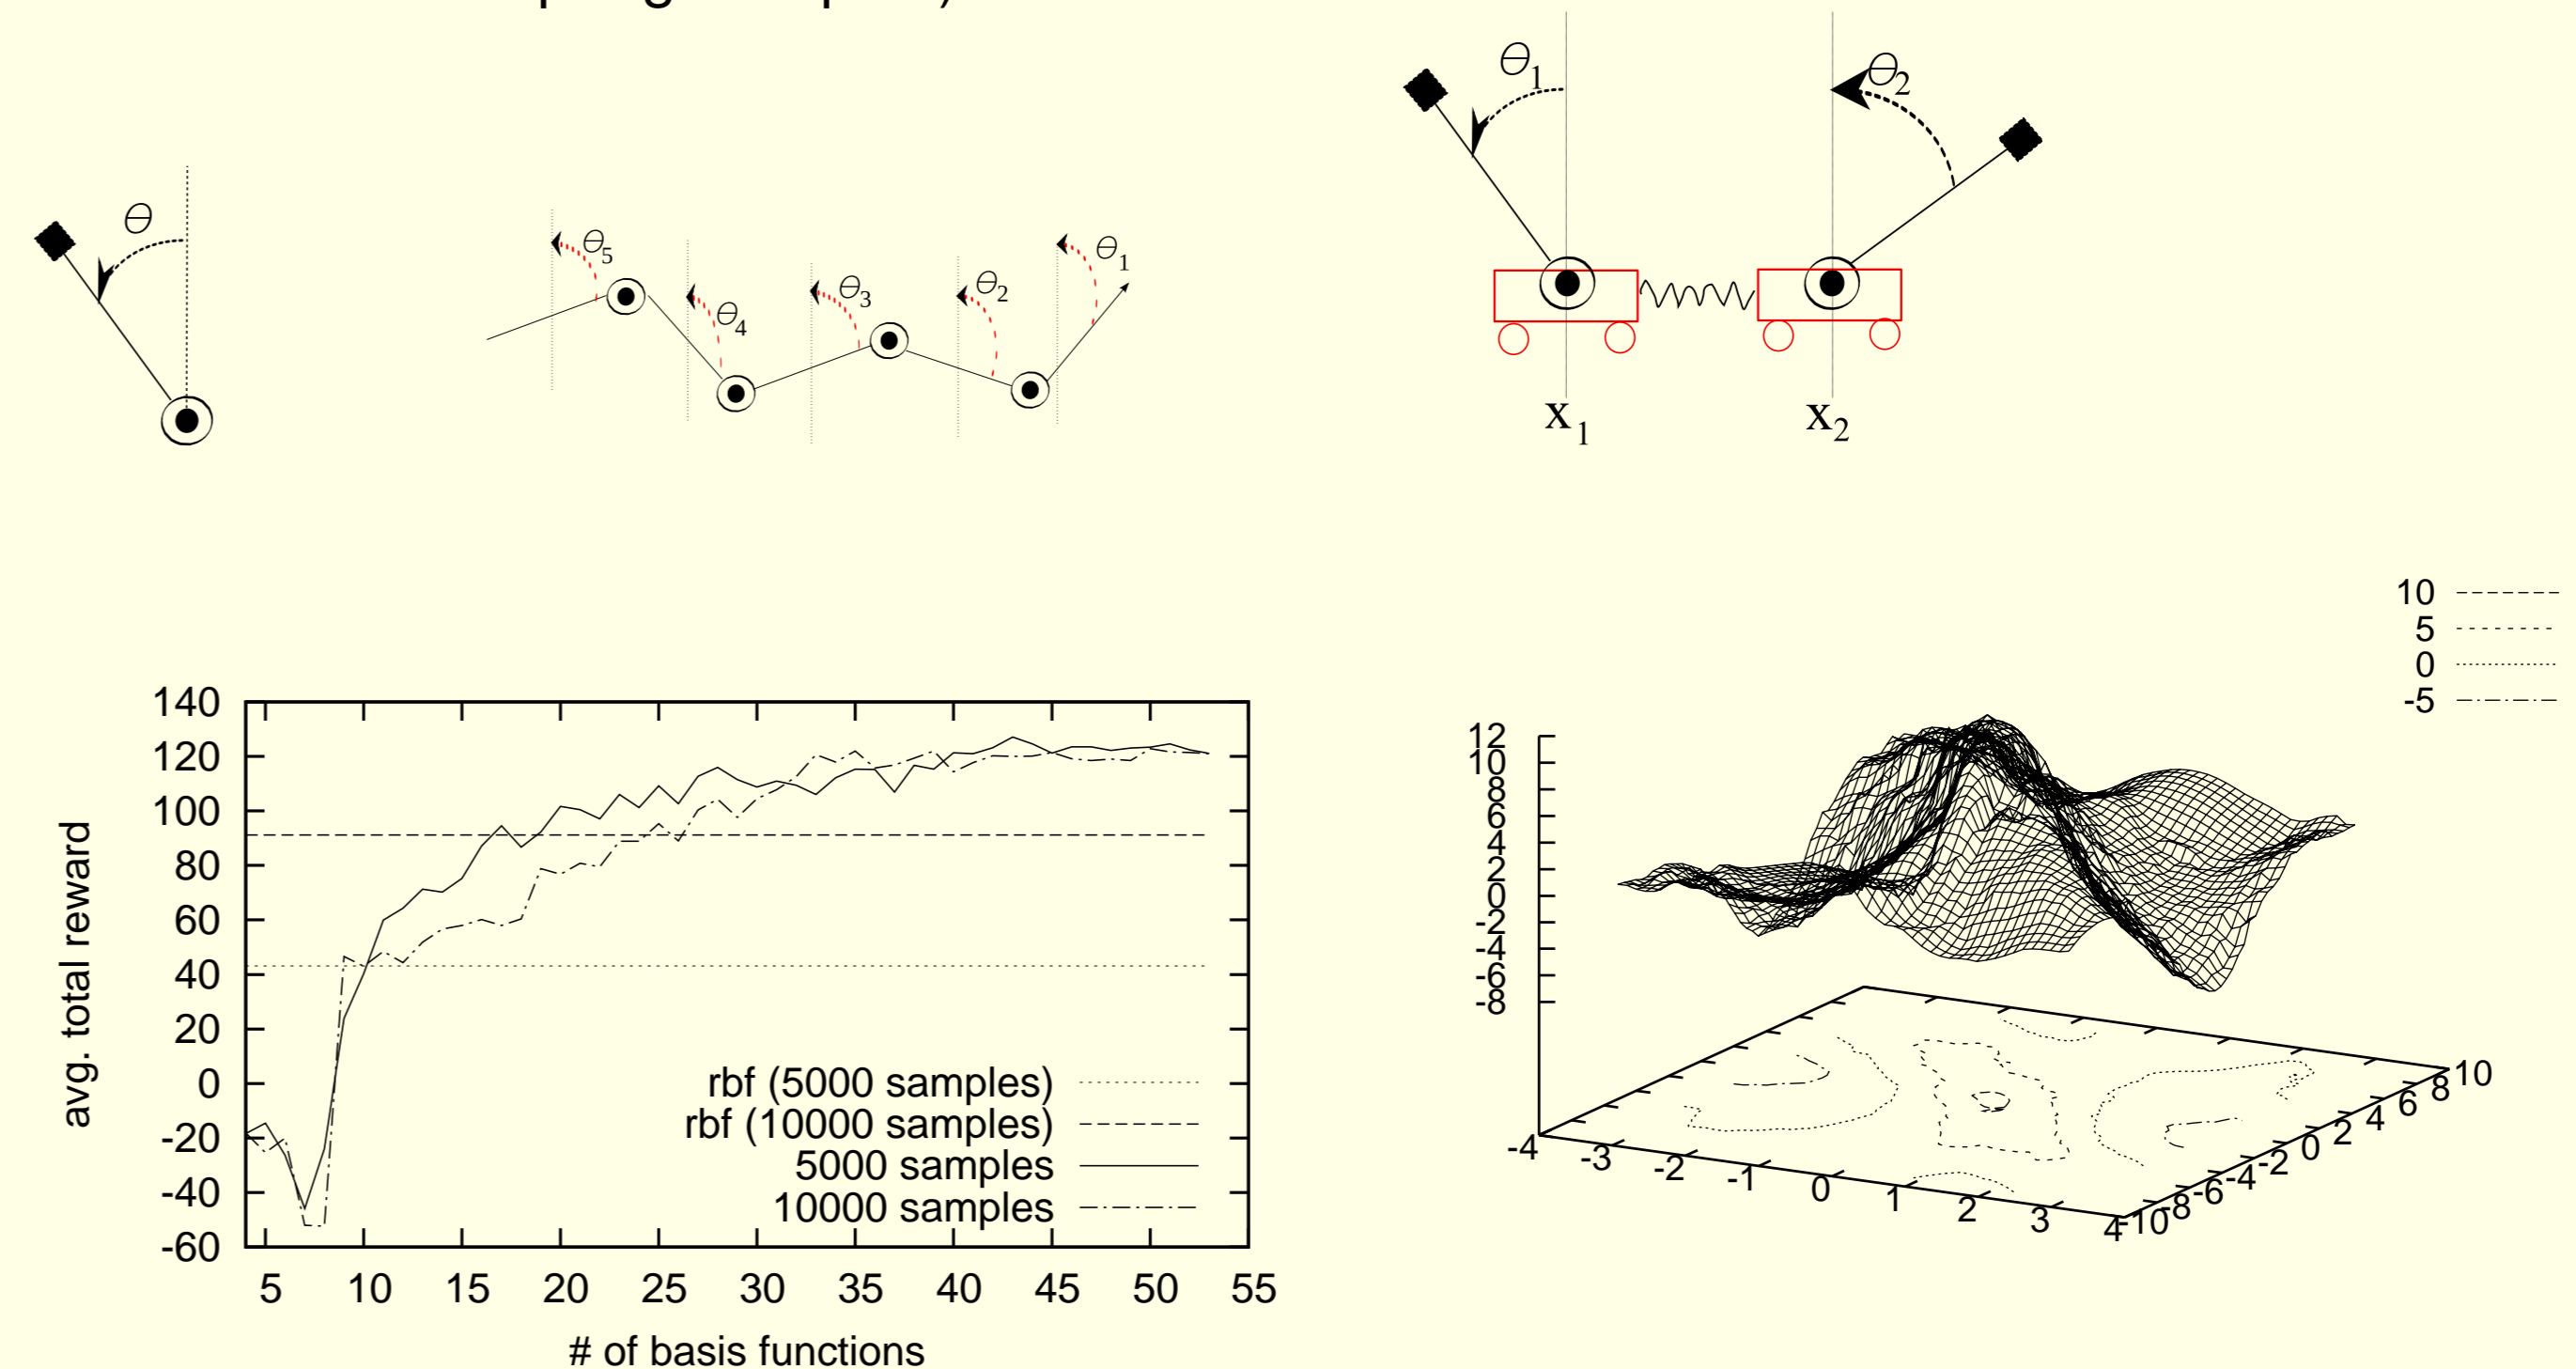 θ
θ5
θ4
θ3
θ2
θ1
θ1
θ2
x1
x2
10
5
0
-5
140
120
100
80
60
40
20
0
-20
-40
-60
avg. total reward
rbf (5000 samples)
rbf (10000 samples)
5000 samples
10000 samples
5 10 15 20 25 30 35 40 45 50 55
# of basis functions
12
10
8
6
4
2
0
-2
-4
-6
-8
-4 -3 -2 -1 0 1 2 3 4
-10 -8 -6 -4 -2 0 2 4 6 8 10